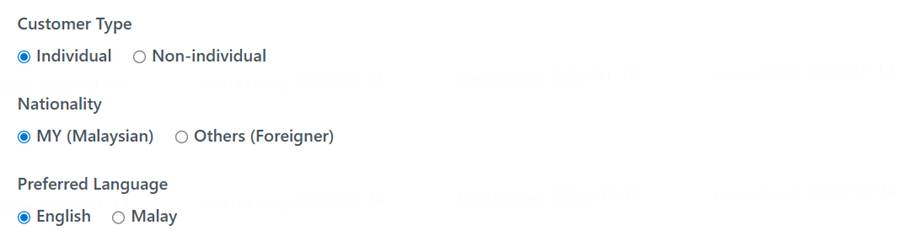 Customer Type
Individual Non-individual
Nationality
MY (Malaysian) Others (Foreigner)
Preferred Language
English Malay